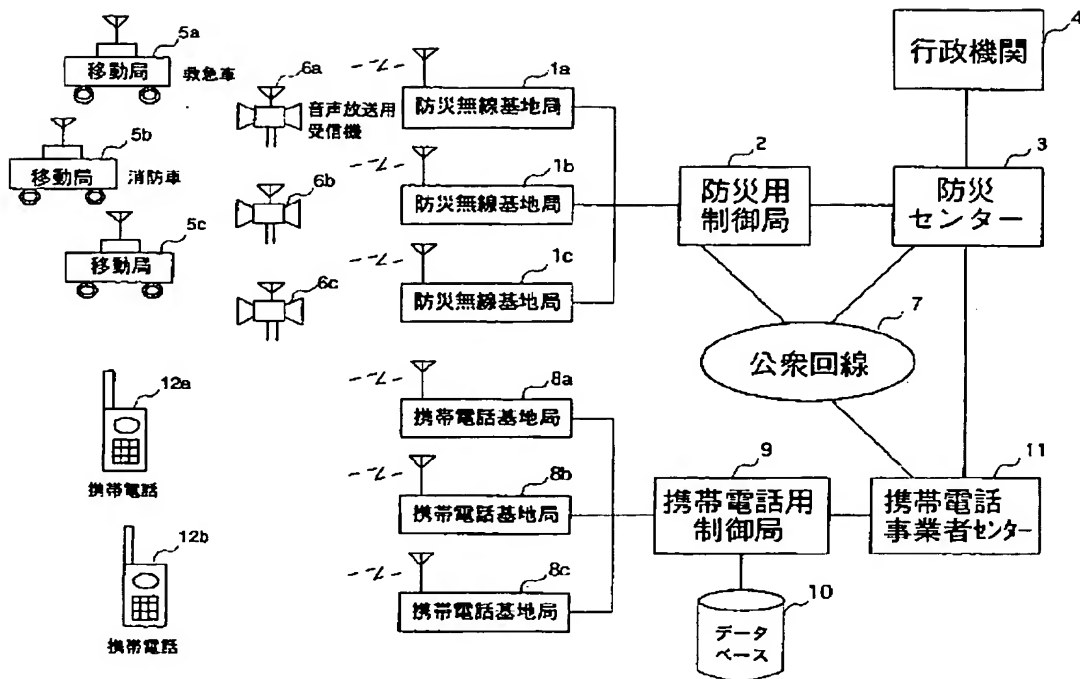 5a
移動局
救急車
5b
移動局
消防車
5c
移動局
6a
音声放送用
受信機
6b
6c
1a
防災無線基地局
1b
防災無線基地局
1c
防災無線基地局
2
防災用
制御局
3
防災
センター
4
行政機関
7
公衆回線
12a
携帯電話
12b
携帯電話
8a
携帯電話基地局
8b
携帯電話基地局
8c
携帯電話基地局
9
携帯電話用
制御局
10
データ
ベース
11
携帯電話
事業者センター